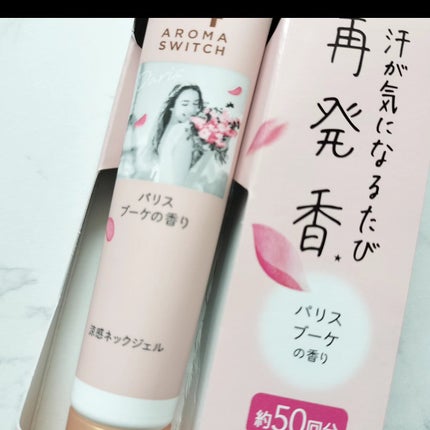 AROMA
SWITCH
Paris
パリス
ブーケの香り
涼感ネックジェル
汗が気になるたび
再発香
パリス
ブーケ
の香り
約50回分